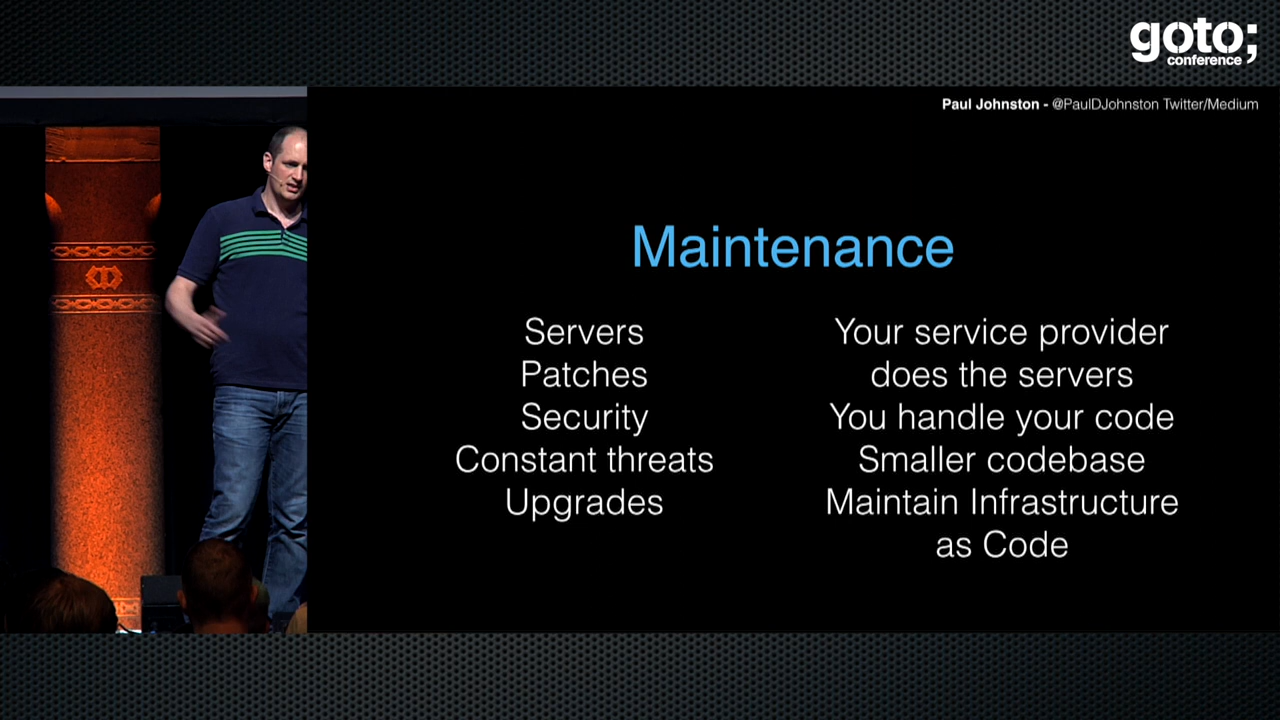 goto;
conference
Paul Johnston - @PaulDJohnston Twitter/Medium
Maintenance
Servers
Patches
Security
Constant threats
Upgrades
Your service provider
does the servers
You handle your code
Smaller codebase
Maintain Infrastructure
as Code